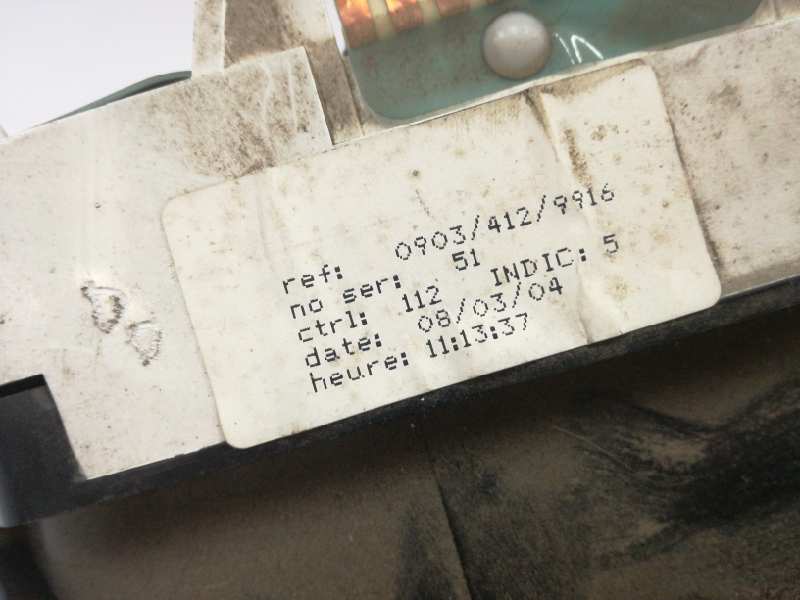 ref: 0903/412/9916
no ser: 51
ctrl: 112 INDIC: 5
date: 08/03/04
heure: 11:13:37